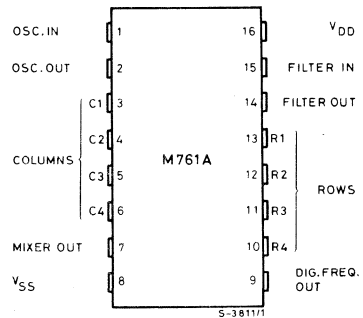 OSC.IN 1 16 VDD
OSC.OUT 2 15 FILTER IN
C1 3 14 FILTER OUT
C2 4 13 R1
COLUMNS M761A ROWS
C3 5 12 R2
C4 6 11 R3
MIXER OUT 7 10 R4
VSS 8 9 DIG.FREQ.
OUT
S-3811/1